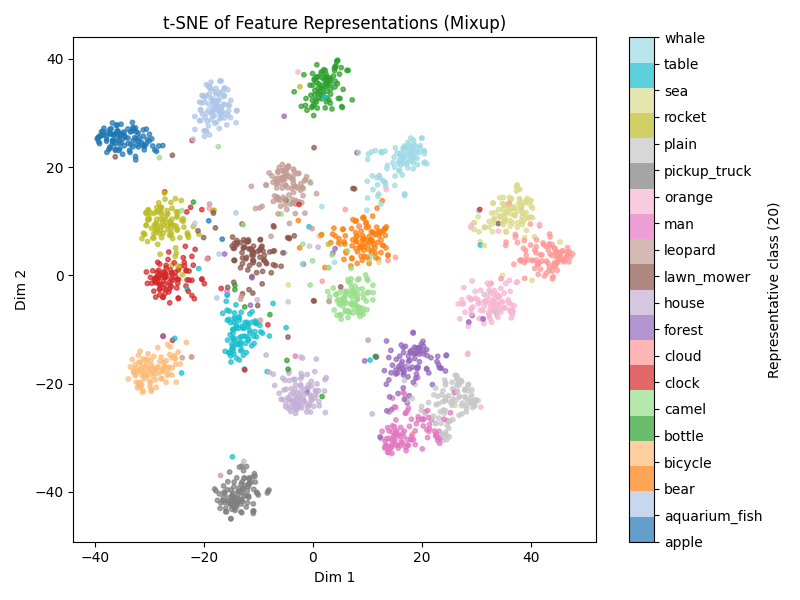 t-SNE of Feature Representations (Mixup)
Dim 2
40
20
0
−20
−40
−40
−20
0
20
40
Dim 1
whale
table
sea
rocket
plain
pickup_truck
orange
man
leopard
lawn_mower
house
forest
cloud
clock
camel
bottle
bicycle
bear
aquarium_fish
apple
Representative class (20)